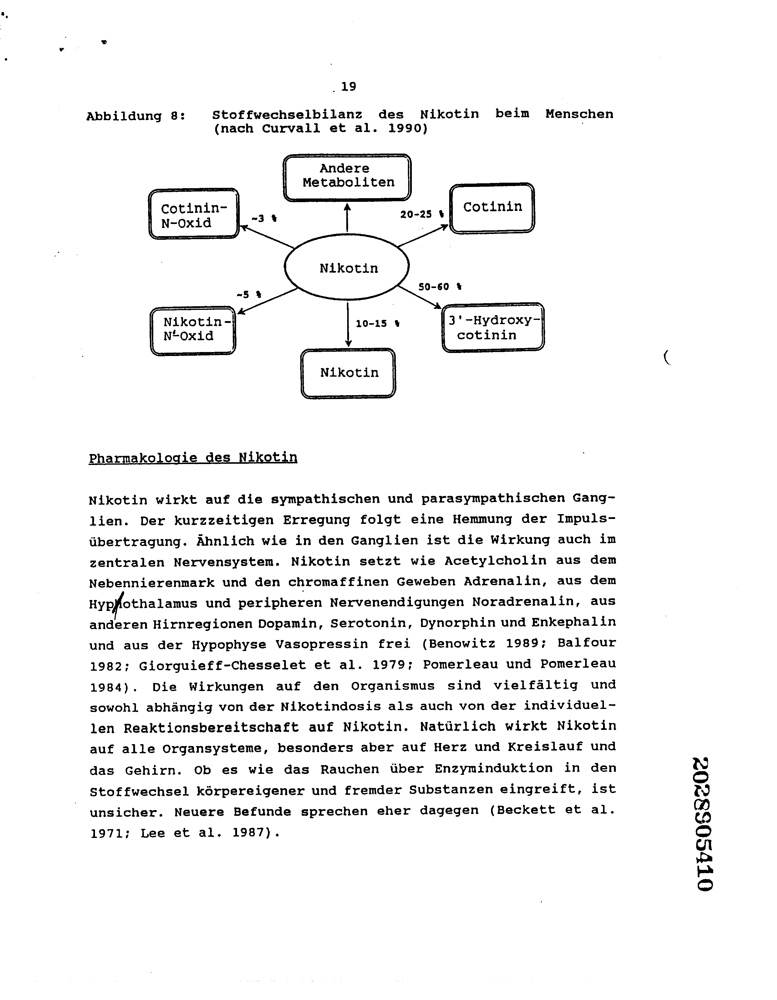 19
Abbildung 8: Stoffwechselbilanz des Nikotin beim Menschen
(nach Curvall et al. 1990)
Andere
Metaboliten
Cotinin-
N-Oxid
~3 %
20-25 %
Cotinin
Nikotin
~5 %
50-60 %
Nikotin-
N'-Oxid
10-15 %
3'-Hydroxy-
cotinin
Nikotin
Pharmakologie des Nikotin
Nikotin wirkt auf die sympathischen und parasympathischen Gang-
lien. Der kurzzeitigen Erregung folgt eine Hemmung der Impuls-
übertragung. Ähnlich wie in den Ganglien ist die Wirkung auch im
zentralen Nervensystem. Nikotin setzt wie Acetylcholin aus dem
Nebennierenmark und den chromaffinen Geweben Adrenalin, aus dem
Hypothalamus und peripheren Nervenendigungen Noradrenalin, aus
anderen Hirnregionen Dopamin, Serotonin, Dynorphin und Enkephalin
und aus der Hypophyse Vasopressin frei (Benowitz 1989; Balfour
1982; Giorguieff-Chesselet et al. 1979; Pomerleau und Pomerleau
1984). Die Wirkungen auf den Organismus sind vielfältig und
sowohl abhängig von der Nikotindosis als auch von der individuel-
len Reaktionsbereitschaft auf Nikotin. Natürlich wirkt Nikotin
auf alle Organsysteme, besonders aber auf Herz und Kreislauf und
das Gehirn. Ob es wie das Rauchen über Enzyminduktion in den
Stoffwechsel körpereigener und fremder Substanzen eingreift, ist
unsicher. Neuere Befunde sprechen eher dagegen (Beckett et al.
1971; Lee et al. 1987).
2028905410